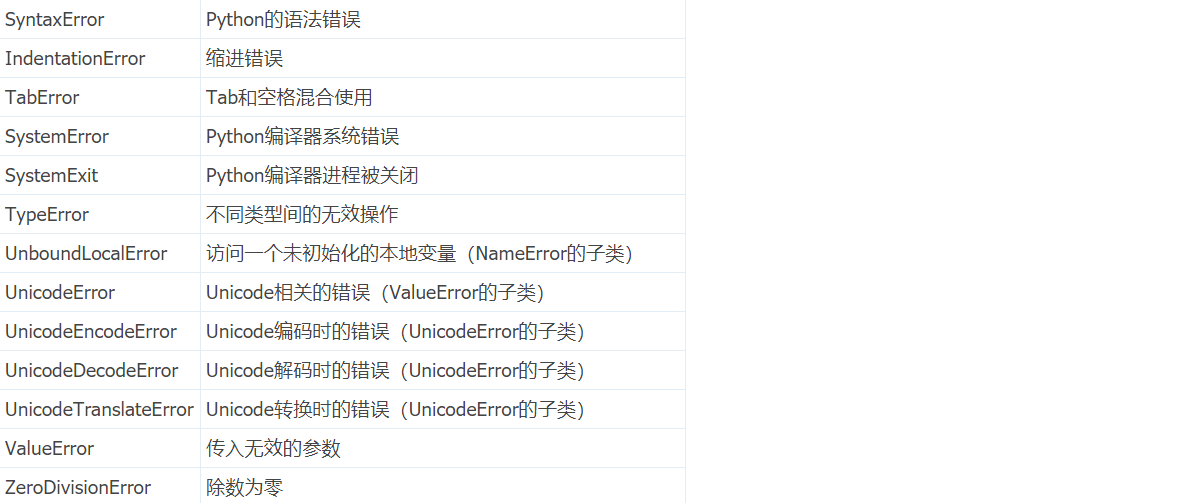 SyntaxError Python的语法错误
IndentationError 缩进错误
TabError Tab和空格混合使用
SystemError Python编译器系统错误
SystemExit Python编译器进程被关闭
TypeError 不同类型间的无效操作
UnboundLocalError 访问一个未初始化的本地变量（NameError的子类）
UnicodeError Unicode相关的错误（ValueError的子类）
UnicodeEncodeError Unicode编码时的错误（UnicodeError的子类）
UnicodeDecodeError Unicode解码时的错误（UnicodeError的子类）
UnicodeTranslateError Unicode转换时的错误（UnicodeError的子类）
ValueError 传入无效的参数
ZeroDivisionError 除数为零